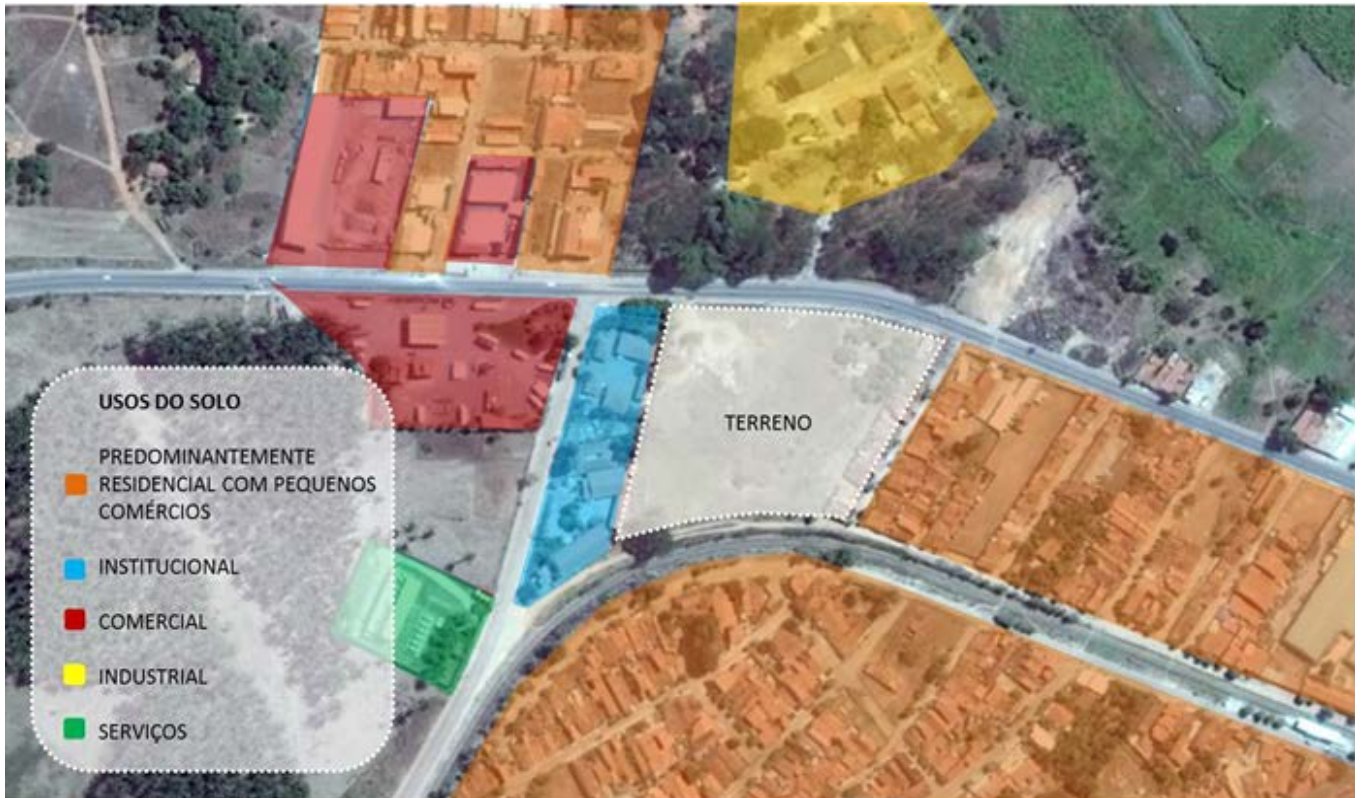 TERRENO
USOS DO SOLO
PREDOMINANTEMENTE
RESIDENCIAL COM PEQUENOS
COMÉRCIOS
INSTITUCIONAL
COMERCIAL
INDUSTRIAL
SERVIÇOS